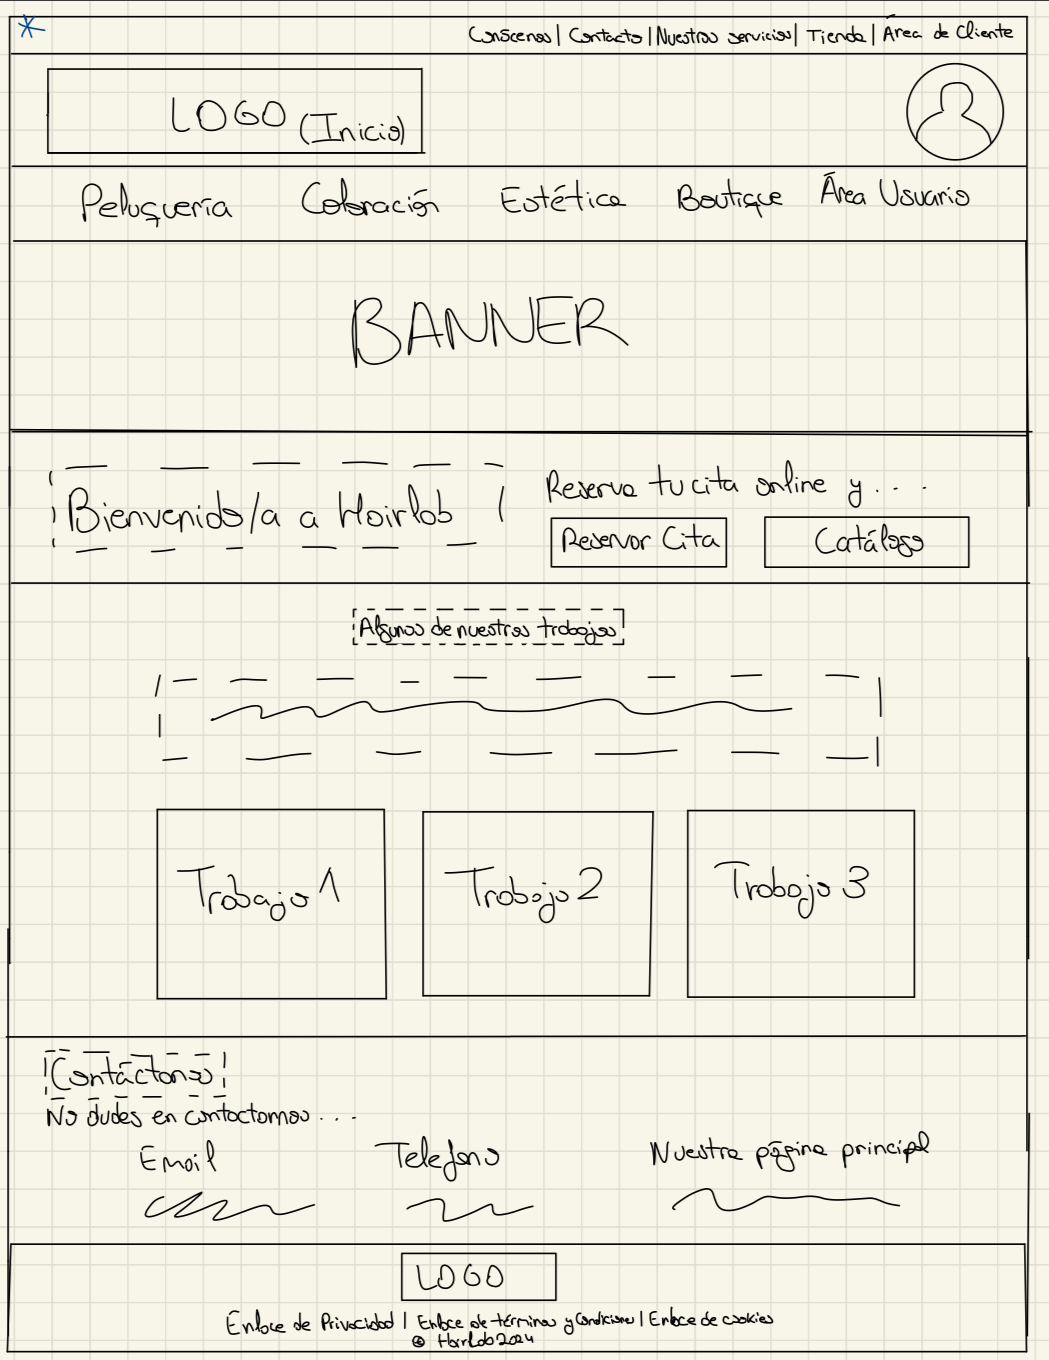 Conócenos | Contacto | Nuestros servicios | Tienda | Área de Cliente
LOGO (Inicio)
Peluquería Coloración Estética Boutique Área Usuario
BANNER
Bienvenido/a a Hairlab
Reserva tu cita online y ....
Reservar Cita Catálogo
Algunos de nuestros trabajos
Trabajo 1 Trabajo 2 Trabajo 3
Contáctanos
No dudes en contactarnos ...
Email Telefono Nuestra página principal
LOGO
Enlace de Privacidad | Enlace de términos y Condiciones | Enlace de cookies
© Hairlab 2024